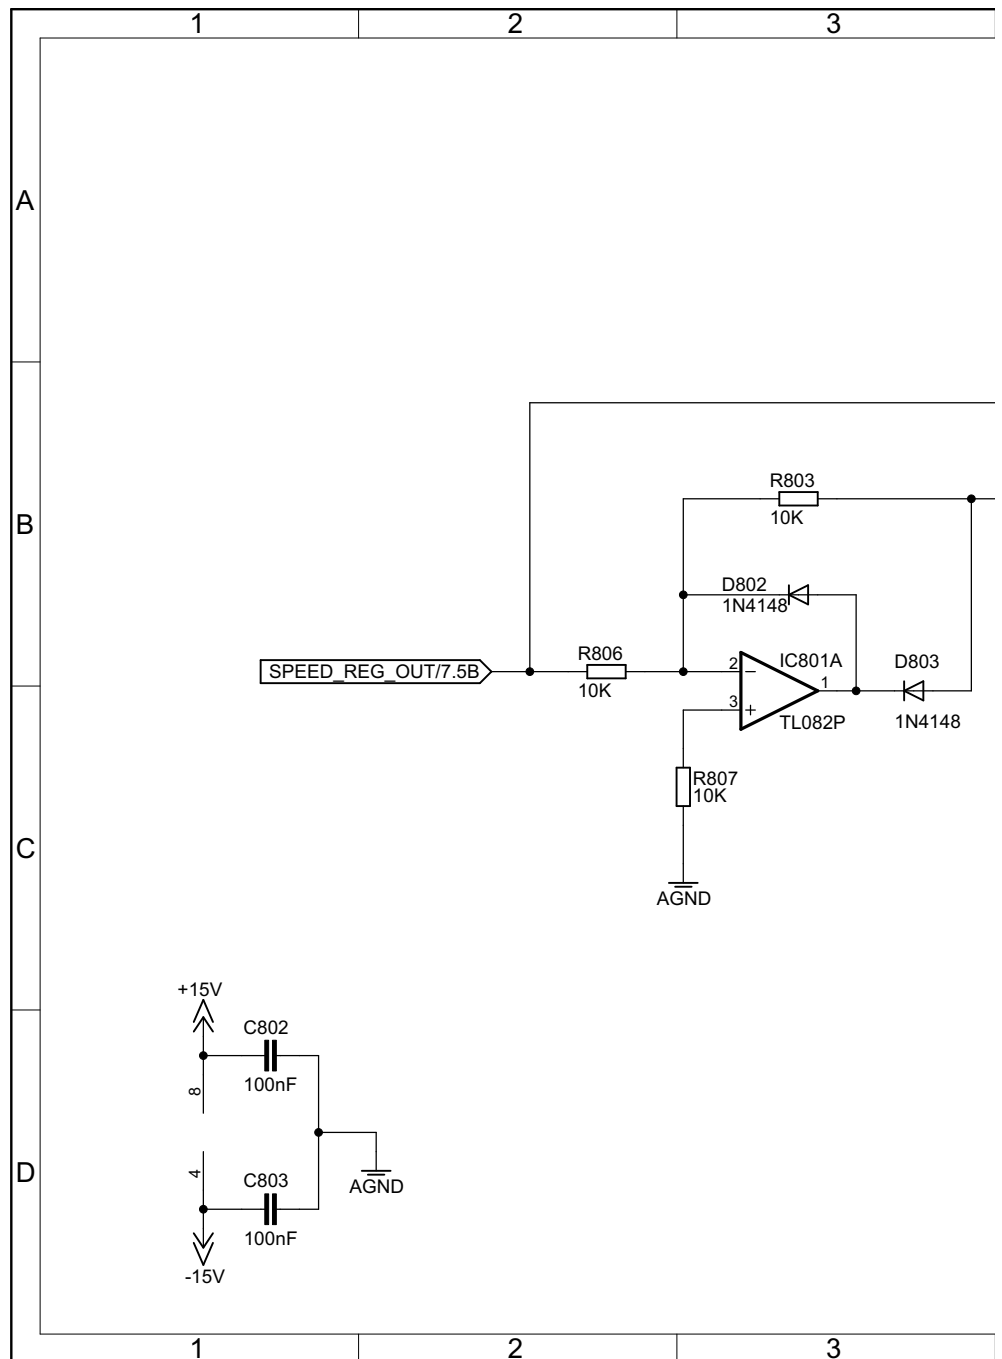 1 2 3
A
R803
B
10K
D802
1N4148
R806
IC801A
D803
SPEED_REG_OUT/7.5B
2
1
10K
3
TL082P
1N4148
R807
10K
C
AGND
+15V
C802
8
100nF
4
C803
AGND
D
100nF
-15V
1 2 3